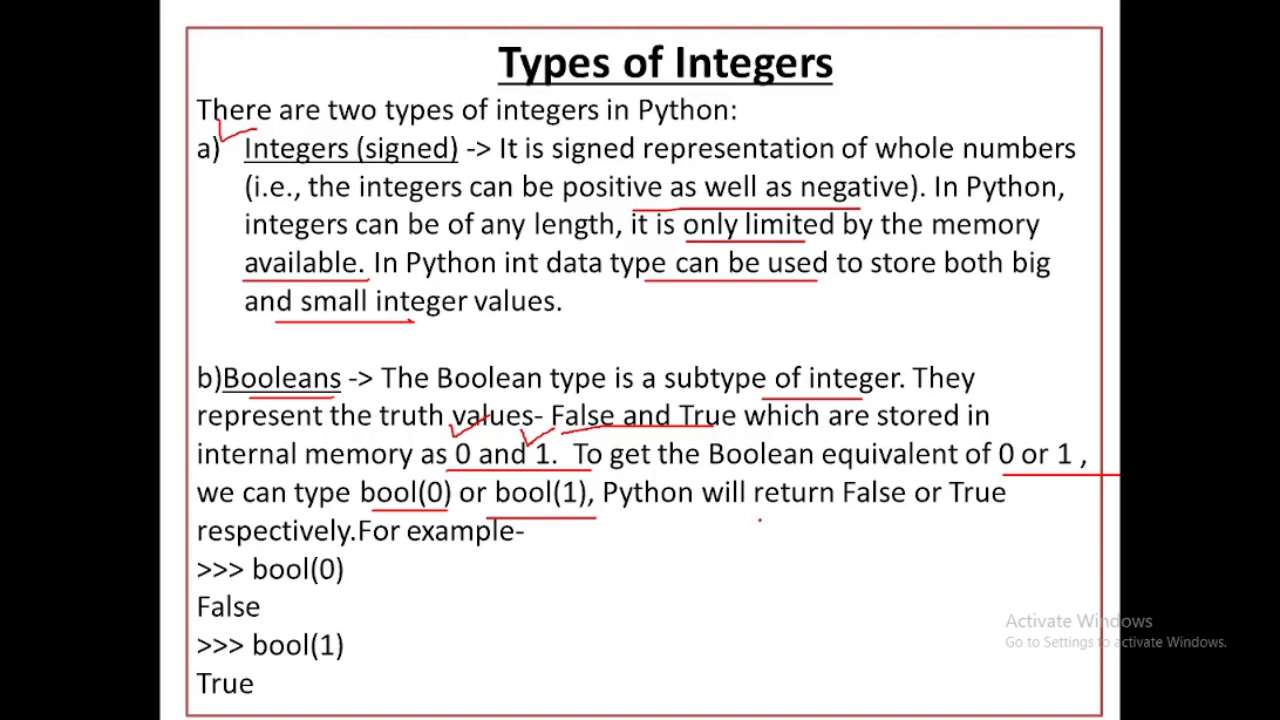 Types of Integers
There are two types of integers in Python:
a) Integers (signed) -> It is signed representation of whole numbers
(i.e., the integers can be positive as well as negative). In Python,
integers can be of any length, it is only limited by the memory
available. In Python int data type can be used to store both big
and small integer values.
b)Booleans -> The Boolean type is a subtype of integer. They
represent the truth values- False and True which are stored in
internal memory as 0 and 1. To get the Boolean equivalent of 0 or 1 ,
we can type bool(0) or bool(1), Python will return False or True
respectively.For example-
>>> bool(0)
False
>>> bool(1)
True
Activate Windows
Go to Settings to activate Windows.